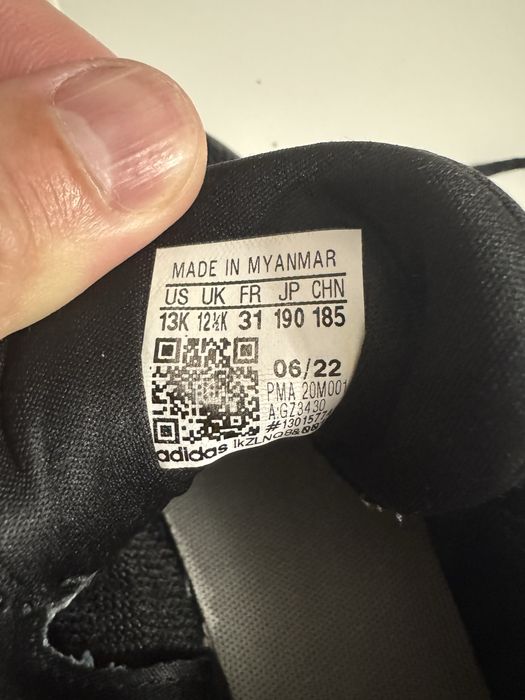 MADE IN MYANMAR
US UK FR JP CHN
13K 12½K 31 190 185
06/22
PMA 20M001
A:GZ3430
adidas